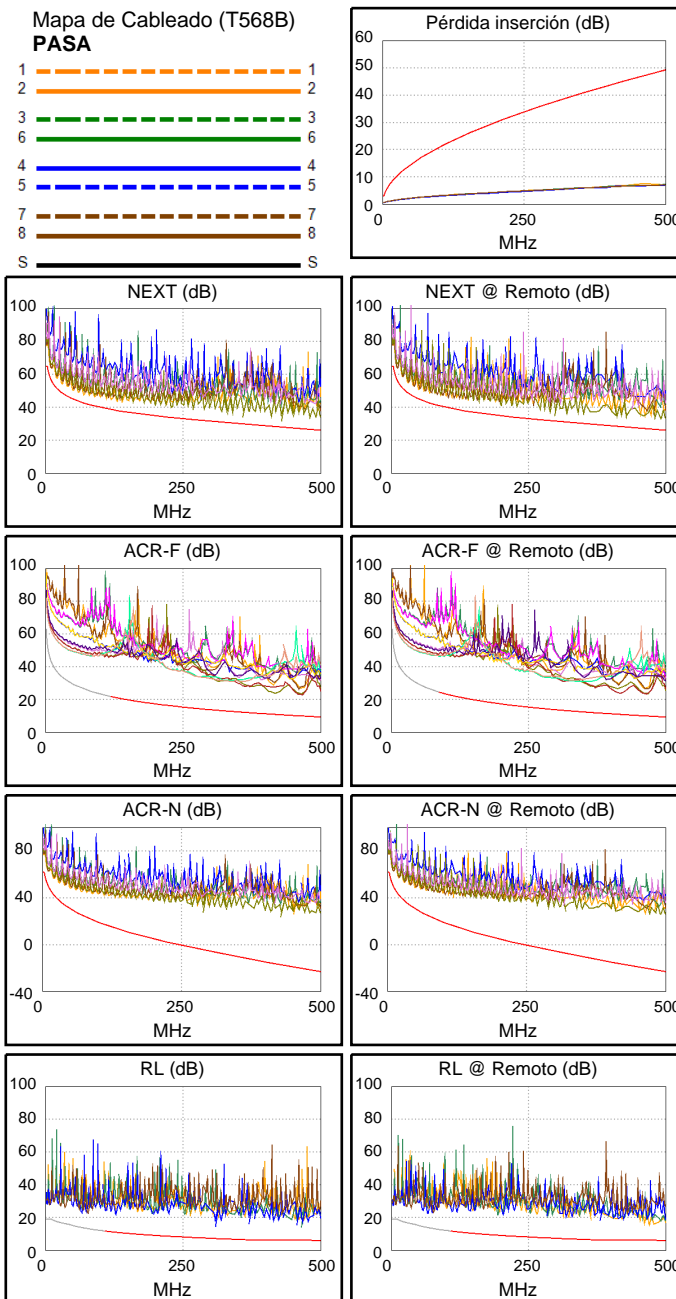 Mapa de Cableado (T568B)
PASA
1 1
2 2
3 3
6 6
4 4
5 5
7 7
8 8
S S
Pérdida inserción (dB)
60
50
40
30
20
10
0
0 250 500
MHz
NEXT (dB)
100
80
60
40
20
0
0 250 500
MHz
NEXT @ Remoto (dB)
100
80
60
40
20
0
0 250 500
MHz
ACR-F (dB)
100
80
60
40
20
0
0 250 500
MHz
ACR-F @ Remoto (dB)
100
80
60
40
20
0
0 250 500
MHz
ACR-N (dB)
80
40
0
-40
0 250 500
MHz
ACR-N @ Remoto (dB)
80
40
0
-40
0 250 500
MHz
RL (dB)
100
80
60
40
20
0
0 250 500
MHz
RL @ Remoto (dB)
100
80
60
40
20
0
0 250 500
MHz